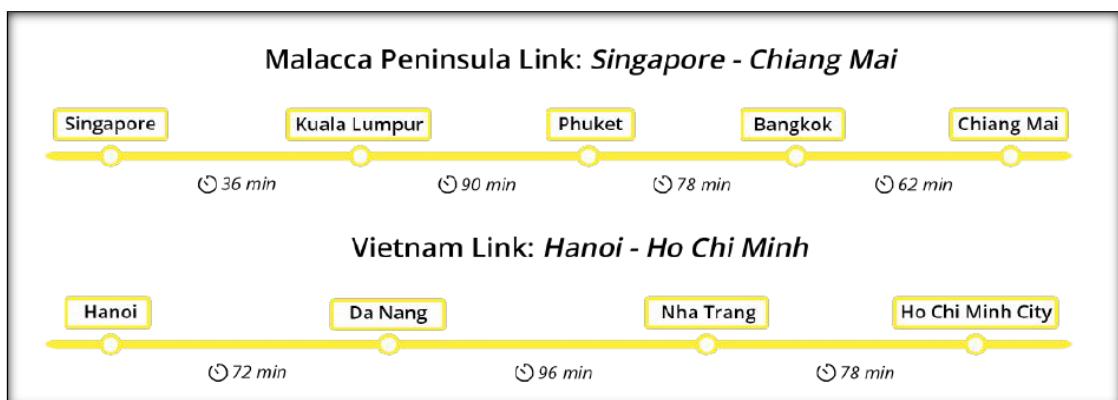 Malacca Peninsula Link: Singapore - Chiang Mai
Singapore Kuala Lumpur Phuket Bangkok Chiang Mai
36 min 90 min 78 min 62 min
Vietnam Link: Hanoi - Ho Chi Minh
Hanoi Da Nang Nha Trang Ho Chi Minh City
72 min 96 min 78 min